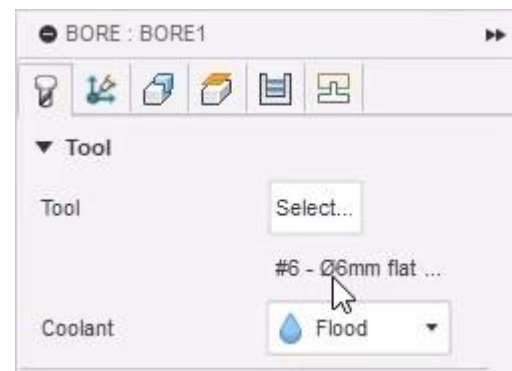 BORE : BORE1
Tool
Tool Select...
#6 - Ø6mm flat ...
Coolant Flood